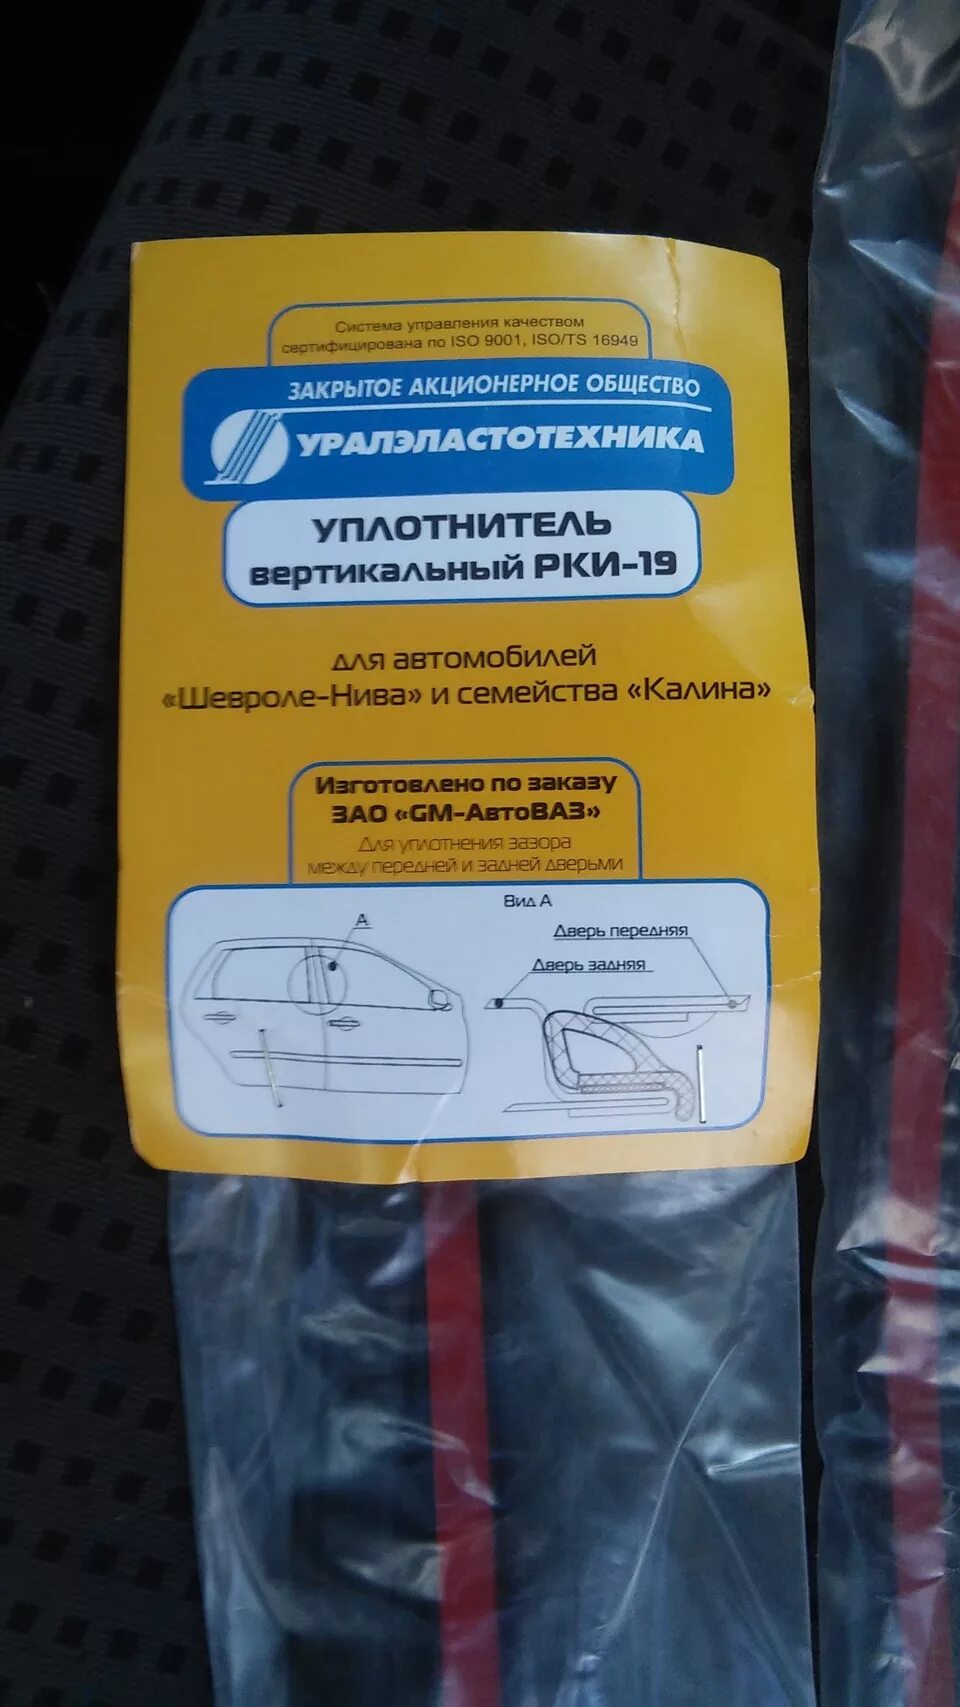 Система управления качеством
сертифицирована по ISO 9001, ISO/TS 16949
ЗАКРЫТОЕ АКЦИОНЕРНОЕ ОБЩЕСТВО
УРАЛЭЛАСТОТЕХНИКА
УПЛОТНИТЕЛЬ
вертикальный РКИ-19
для автомобилей
«Шевроле-Нива» и семейства «Калина»
Изготовлено по заказу
ЗАО «GM-АвтоВАЗ»
Для уплотнения зазора
между передней и задней дверьми
Вид А
А
Дверь передняя
Дверь задняя